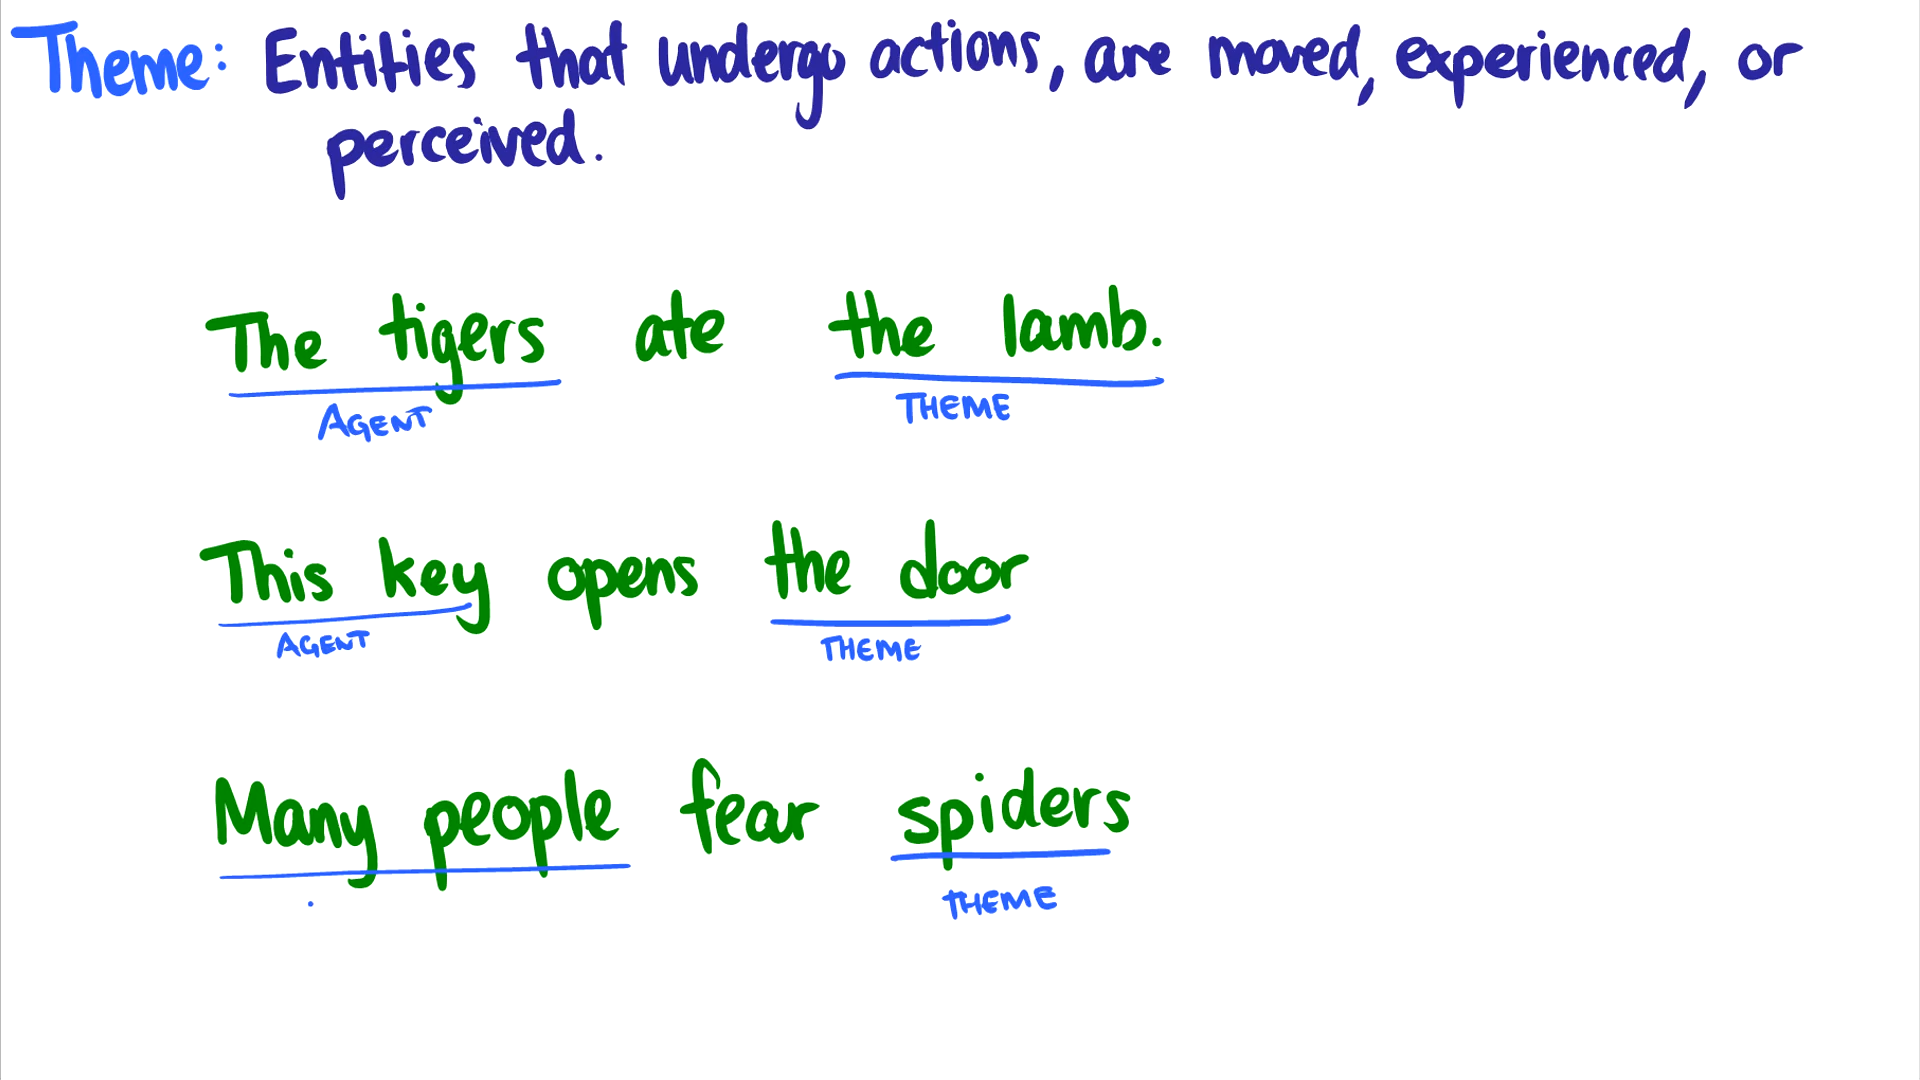 Theme: Entities that undergo actions, are moved, experienced, or
perceived.
The tigers ate the lamb.
AGENT THEME
This key opens the door
AGENT THEME
Many people fear spiders
THEME